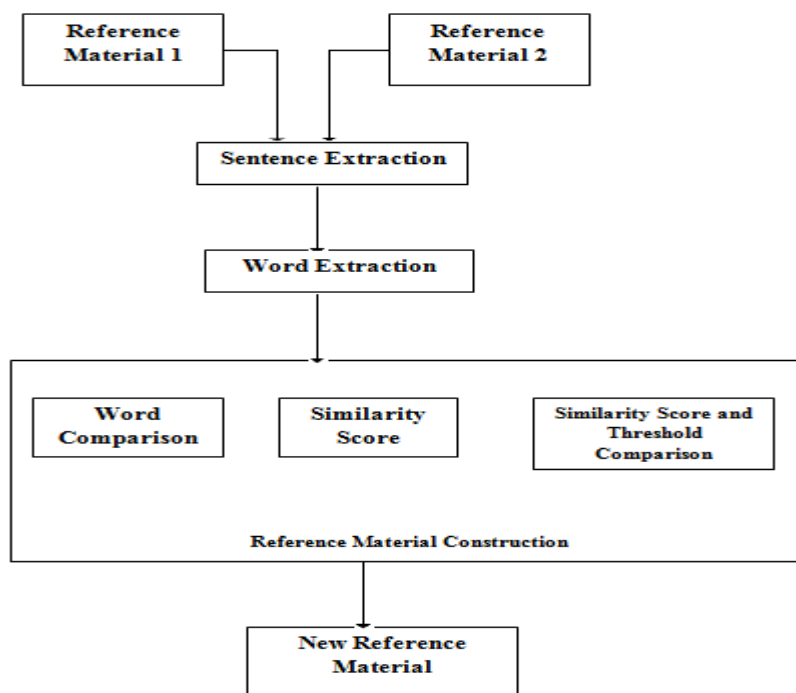 Reference
Material 1
Reference
Material 2
Sentence Extraction
Word Extraction
Word
Comparison
Similarity
Score
Similarity Score and
Threshold
Comparison
Reference Material Construction
New Reference
Material